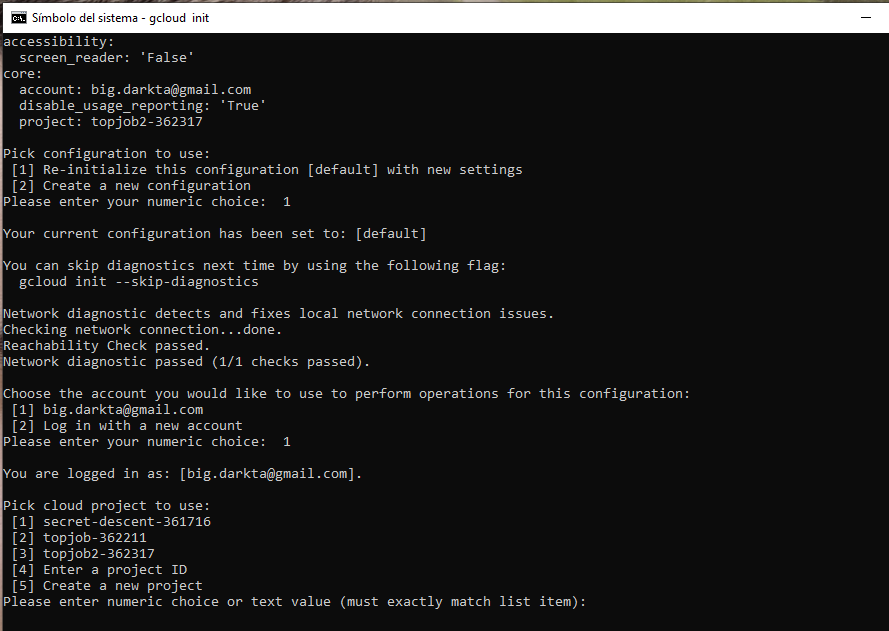 Símbolo del sistema - gcloud init
accessibility:
  screen_reader: 'False'
core:
  account: big.darkta@gmail.com
  disable_usage_reporting: 'True'
  project: topjob2-362317

Pick configuration to use:
 [1] Re-initialize this configuration [default] with new settings
 [2] Create a new configuration
Please enter your numeric choice:  1

Your current configuration has been set to: [default]

You can skip diagnostics next time by using the following flag:
  gcloud init --skip-diagnostics

Network diagnostic detects and fixes local network connection issues.
Checking network connection...done.
Reachability Check passed.
Network diagnostic passed (1/1 checks passed).

Choose the account you would like to use to perform operations for this configuration:
 [1] big.darkta@gmail.com
 [2] Log in with a new account
Please enter your numeric choice:  1

You are logged in as: [big.darkta@gmail.com].

Pick cloud project to use:
 [1] secret-descent-361716
 [2] topjob-362211
 [3] topjob2-362317
 [4] Enter a project ID
 [5] Create a new project
Please enter numeric choice or text value (must exactly match list item):